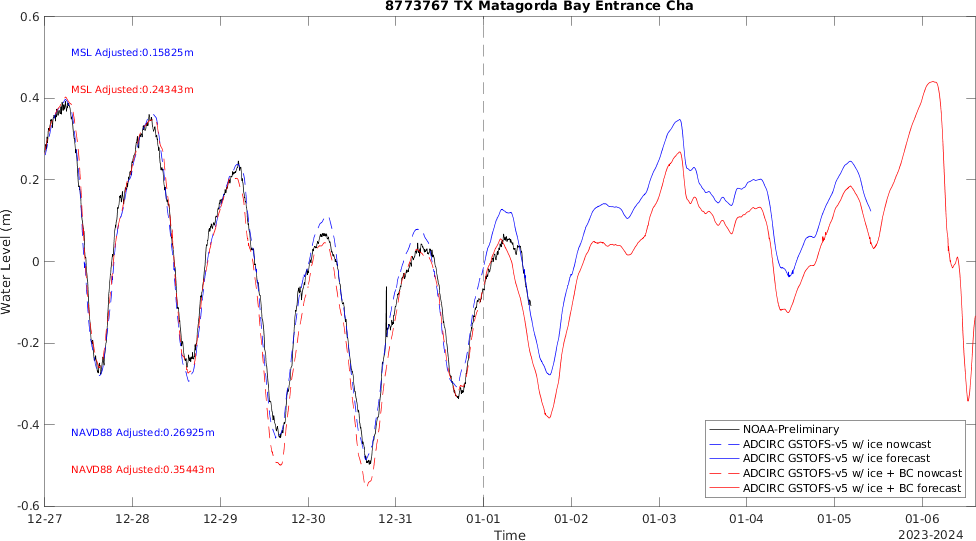 8773767 TX Matagorda Bay Entrance Cha
0.6
0.4
0.2
0
-0.2
-0.4
-0.6
Water Level (m)
MSL Adjusted:0.15825m
MSL Adjusted:0.24343m
NAVD88 Adjusted:0.26925m
NAVD88 Adjusted:0.35443m
NOAA-Preliminary
ADCIRC GSTOFS-v5 w/ ice nowcast
ADCIRC GSTOFS-v5 w/ ice forecast
ADCIRC GSTOFS-v5 w/ ice + BC nowcast
ADCIRC GSTOFS-v5 w/ ice + BC forecast
12-27 12-28 12-29 12-30 12-31 01-01 01-02 01-03 01-04 01-05 01-06
Time
2023-2024